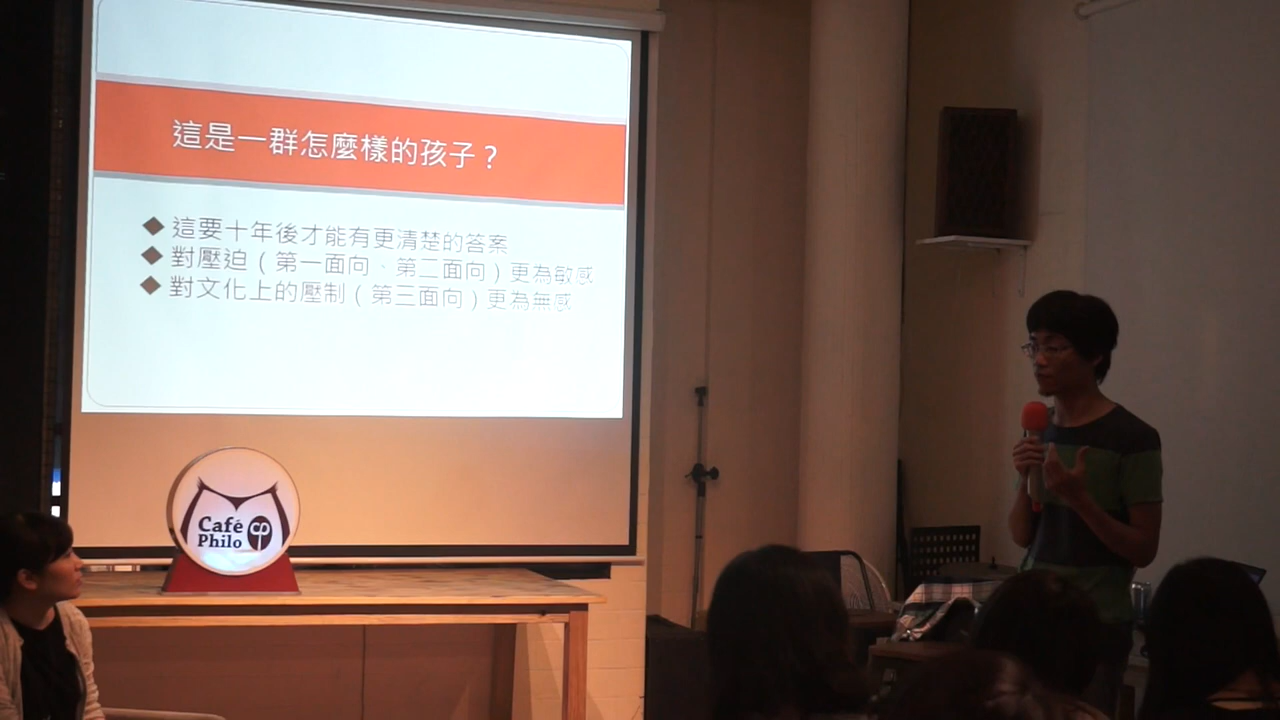 這是一群怎麼樣的孩子？
◆這要十年後才能有更清楚的答案
◆對壓迫（第一面向、第二面向）更為敏感
◆對文化上的壓制（第三面向）更為無感
Café
Philo